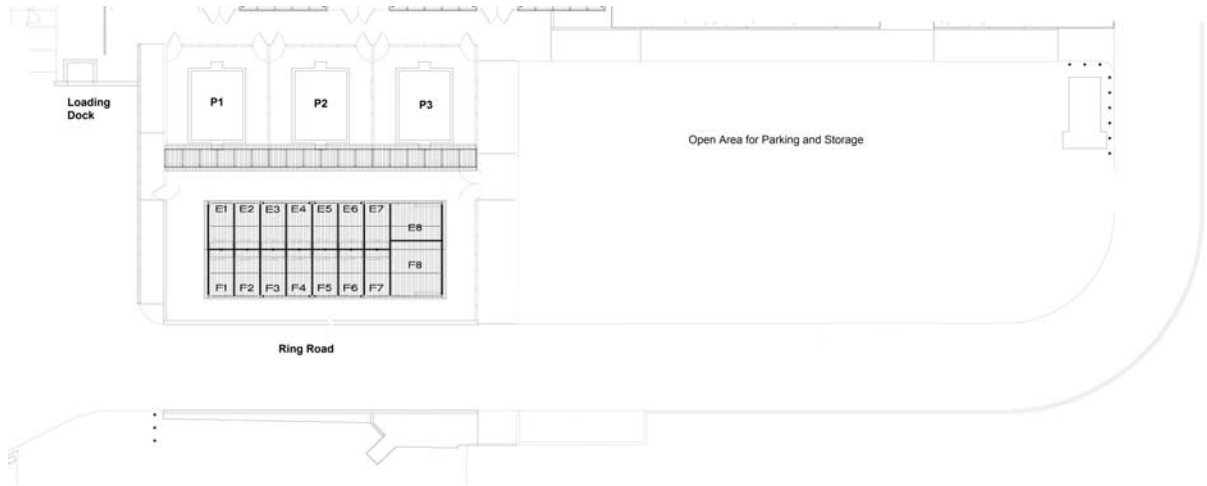 Loading
Dock
P1 P2 P3
Open Area for Parking and Storage
E1 E2 E3 E4 E5 E6 E7
E8
F8
F1 F2 F3 F4 F5 F6 F7
Ring Road